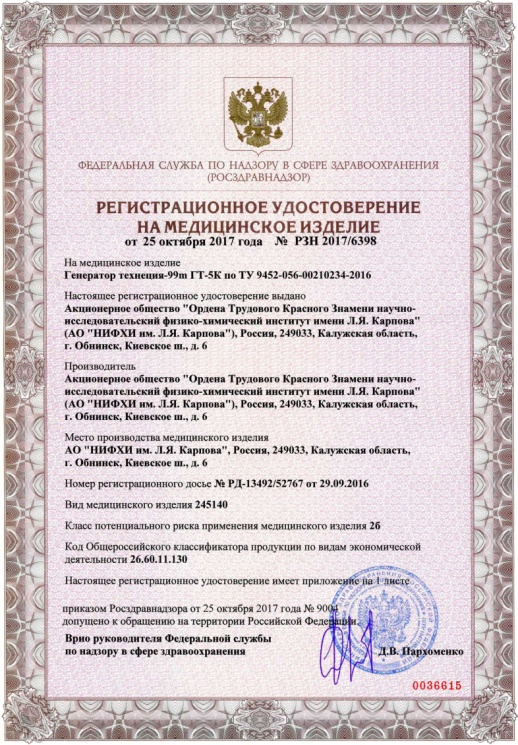 ФЕДЕРАЛЬНАЯ СЛУЖБА ПО НАДЗОРУ В СФЕРЕ ЗДРАВООХРАНЕНИЯ
(РОСЗДРАВНАДЗОР)
РЕГИСТРАЦИОННОЕ УДОСТОВЕРЕНИЕ
НА МЕДИЦИНСКОЕ ИЗДЕЛИЕ
от 25 октября 2017 года № РЗН 2017/6398
На медицинское изделие
Генератор технеция-99m ГТ-5К по ТУ 9452-056-00210234-2016
Настоящее регистрационное удостоверение выдано
Акционерное общество "Ордена Трудового Красного Знамени научно-
исследовательский физико-химический институт имени Л.Я. Карпова"
(АО "НИФХИ им. Л.Я. Карпова"), Россия, 249033, Калужская область,
г. Обнинск, Киевское ш., д. 6
Производитель
Акционерное общество "Ордена Трудового Красного Знамени научно-
исследовательский физико-химический институт имени Л.Я. Карпова"
(АО "НИФХИ им. Л.Я. Карпова"), Россия, 249033, Калужская область,
г. Обнинск, Киевское ш., д. 6
Место производства медицинского изделия
АО "НИФХИ им. Л.Я. Карпова", Россия, 249033, Калужская область,
г. Обнинск, Киевское ш., д. 6
Номер регистрационного досье № РД-13492/52767 от 29.09.2016
Вид медицинского изделия 245140
Класс потенциального риска применения медицинского изделия 2б
Код Общероссийского классификатора продукции по видам экономической
деятельности 26.60.11.130
Настоящее регистрационное удостоверение имеет приложение на 1 листе
приказом Росздравнадзора от 25 октября 2017 года № 9004
допущено к обращению на территории Российской Федерации.
Врио руководителя Федеральной службы
по надзору в сфере здравоохранения
Д.В. Пархоменко
0036615